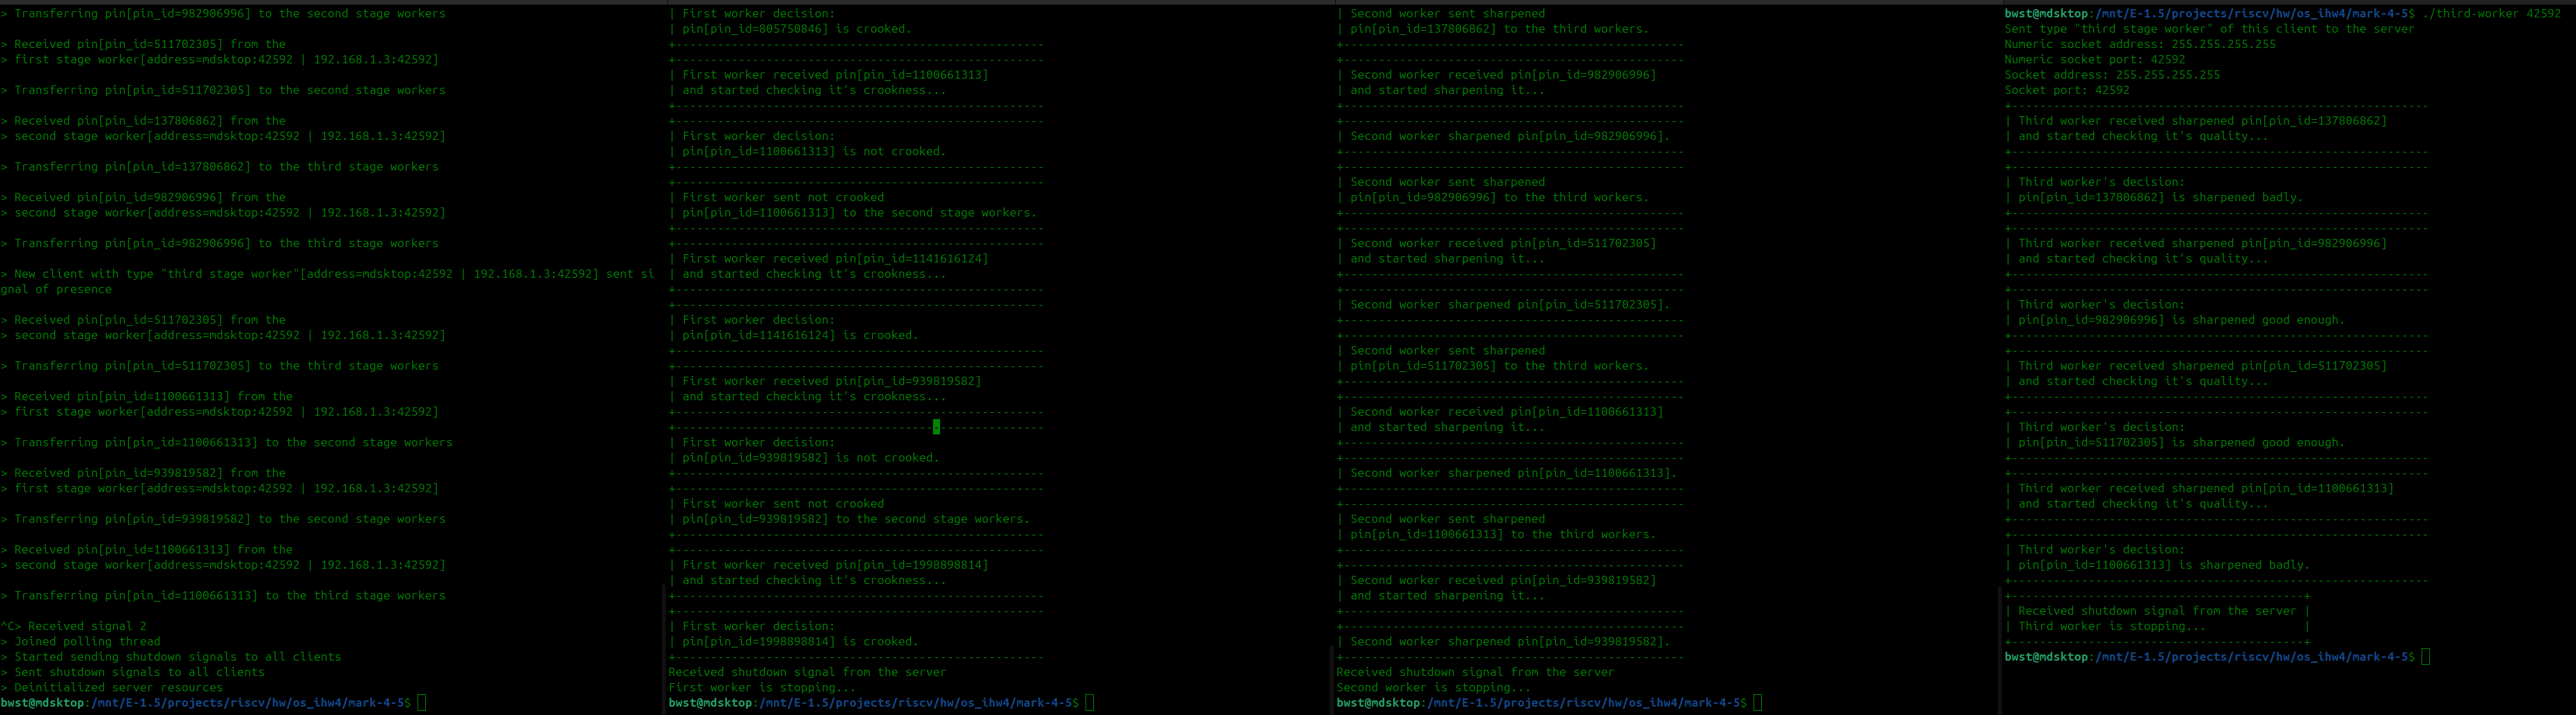 > Transferring pin[pin_id=982906996] to the second stage workers
> Received pin[pin_id=511702305] from the
> first stage worker[address=mdsktop:42592 | 192.168.1.3:42592]
> Transferring pin[pin_id=511702305] to the second stage workers
> Received pin[pin_id=137806862] from the
> second stage worker[address=mdsktop:42592 | 192.168.1.3:42592]
> Transferring pin[pin_id=137806862] to the third stage workers
> Received pin[pin_id=982906996] from the
> second stage worker[address=mdsktop:42592 | 192.168.1.3:42592]
> Transferring pin[pin_id=982906996] to the third stage workers
> New client with type "third stage worker"[address=mdsktop:42592 | 192.168.1.3:42592] sent si
gnal of presence
> Received pin[pin_id=511702305] from the
> second stage worker[address=mdsktop:42592 | 192.168.1.3:42592]
> Transferring pin[pin_id=511702305] to the third stage workers
> Received pin[pin_id=1100661313] from the
> first stage worker[address=mdsktop:42592 | 192.168.1.3:42592]
> Transferring pin[pin_id=1100661313] to the second stage workers
> Received pin[pin_id=939819582] from the
> first stage worker[address=mdsktop:42592 | 192.168.1.3:42592]
> Transferring pin[pin_id=939819582] to the second stage workers
> Received pin[pin_id=1100661313] from the
> second stage worker[address=mdsktop:42592 | 192.168.1.3:42592]
> Transferring pin[pin_id=1100661313] to the third stage workers
^C> Received signal 2
> Joined polling thread
> Started sending shutdown signals to all clients
> Sent shutdown signals to all clients
> Deinitialized server resources
bwst@mdsktop:/mnt/E-1.5/projects/riscv/hw/os_ihw4/mark-4-5$
| First worker decision:
| pin[pin_id=805750846] is crooked.
+------------------------------------------------------
+------------------------------------------------------
| First worker received pin[pin_id=1100661313]
| and started checking it's crookness...
+------------------------------------------------------
+------------------------------------------------------
| First worker decision:
| pin[pin_id=1100661313] is not crooked.
+------------------------------------------------------
+------------------------------------------------------
| First worker sent not crooked
| pin[pin_id=1100661313] to the second stage workers.
+------------------------------------------------------
+------------------------------------------------------
| First worker received pin[pin_id=1141616124]
| and started checking it's crookness...
+------------------------------------------------------
+------------------------------------------------------
| First worker decision:
| pin[pin_id=1141616124] is crooked.
+------------------------------------------------------
+------------------------------------------------------
| First worker received pin[pin_id=939819582]
| and started checking it's crookness...
+------------------------------------------------------
+------------------------------------------------------
| First worker decision:
| pin[pin_id=939819582] is not crooked.
+------------------------------------------------------
+------------------------------------------------------
| First worker sent not crooked
| pin[pin_id=939819582] to the second stage workers.
+------------------------------------------------------
+------------------------------------------------------
| First worker received pin[pin_id=1998898814]
| and started checking it's crookness...
+------------------------------------------------------
+------------------------------------------------------
| First worker decision:
| pin[pin_id=1998898814] is crooked.
+------------------------------------------------------
Received shutdown signal from the server
First worker is stopping...
bwst@mdsktop:/mnt/E-1.5/projects/riscv/hw/os_ihw4/mark-4-5$
| Second worker sent sharpened
| pin[pin_id=137806862] to the third workers.
+--------------------------------------------------
+--------------------------------------------------
| Second worker received pin[pin_id=982906996]
| and started sharpening it...
+--------------------------------------------------
+--------------------------------------------------
| Second worker sharpened pin[pin_id=982906996].
+--------------------------------------------------
+--------------------------------------------------
| Second worker sent sharpened
| pin[pin_id=982906996] to the third workers.
+--------------------------------------------------
+--------------------------------------------------
| Second worker received pin[pin_id=511702305]
| and started sharpening it...
+--------------------------------------------------
+--------------------------------------------------
| Second worker sharpened pin[pin_id=511702305].
+--------------------------------------------------
+--------------------------------------------------
| Second worker sent sharpened
| pin[pin_id=511702305] to the third workers.
+--------------------------------------------------
+--------------------------------------------------
| Second worker received pin[pin_id=1100661313]
| and started sharpening it...
+--------------------------------------------------
+--------------------------------------------------
| Second worker sharpened pin[pin_id=1100661313].
+--------------------------------------------------
+--------------------------------------------------
| Second worker sent sharpened
| pin[pin_id=1100661313] to the third workers.
+--------------------------------------------------
+--------------------------------------------------
| Second worker received pin[pin_id=939819582]
| and started sharpening it...
+--------------------------------------------------
+--------------------------------------------------
| Second worker sharpened pin[pin_id=939819582].
+--------------------------------------------------
Received shutdown signal from the server
Second worker is stopping...
bwst@mdsktop:/mnt/E-1.5/projects/riscv/hw/os_ihw4/mark-4-5$
bwst@mdsktop:/mnt/E-1.5/projects/riscv/hw/os_ihw4/mark-4-5$ ./third-worker 42592
Sent type "third stage worker" of this client to the server
Numeric socket address: 255.255.255.255
Numeric socket port: 42592
Socket address: 255.255.255.255
Socket port: 42592
+-------------------------------------------------------------
| Third worker received sharpened pin[pin_id=137806862]
| and started checking it's quality...
+-------------------------------------------------------------
+-------------------------------------------------------------
| Third worker's decision:
| pin[pin_id=137806862] is sharpened badly.
+-------------------------------------------------------------
+-------------------------------------------------------------
| Third worker received sharpened pin[pin_id=982906996]
| and started checking it's quality...
+-------------------------------------------------------------
+-------------------------------------------------------------
| Third worker's decision:
| pin[pin_id=982906996] is sharpened good enough.
+-------------------------------------------------------------
+-------------------------------------------------------------
| Third worker received sharpened pin[pin_id=511702305]
| and started checking it's quality...
+-------------------------------------------------------------
+-------------------------------------------------------------
| Third worker's decision:
| pin[pin_id=511702305] is sharpened good enough.
+-------------------------------------------------------------
+-------------------------------------------------------------
| Third worker received sharpened pin[pin_id=1100661313]
| and started checking it's quality...
+-------------------------------------------------------------
+-------------------------------------------------------------
| Third worker's decision:
| pin[pin_id=1100661313] is sharpened badly.
+-------------------------------------------------------------
+------------------------------------------+
| Received shutdown signal from the server |
| Third worker is stopping...              |
+------------------------------------------+
bwst@mdsktop:/mnt/E-1.5/projects/riscv/hw/os_ihw4/mark-4-5$